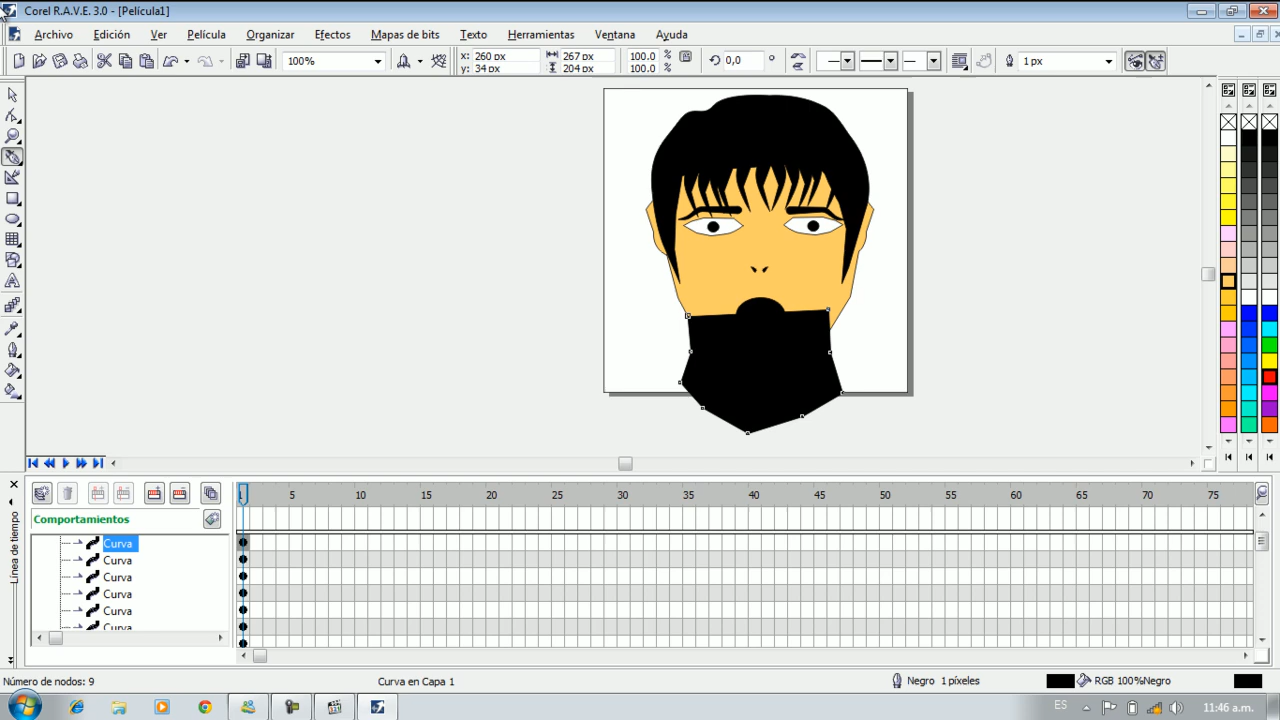 Corel R.A.V.E. 3.0 - [Película1]
Archivo Edición Ver Película Organizar Efectos Mapas de bits Texto Herramientas Ventana Ayuda
100%
x: 260 px
y: 34 px
267 px
204 px
100.0 %
100.0 %
0,0 °
1 px
Línea de tiempo
1 5 10 15 20 25 30 35 40 45 50 55 60 65 70 75
Comportamientos
Curva
Curva
Curva
Curva
Curva
Curva
Número de nodos: 9
Curva en Capa 1
Negro 1 píxeles
RGB 100%Negro
ES
11:46 a.m.